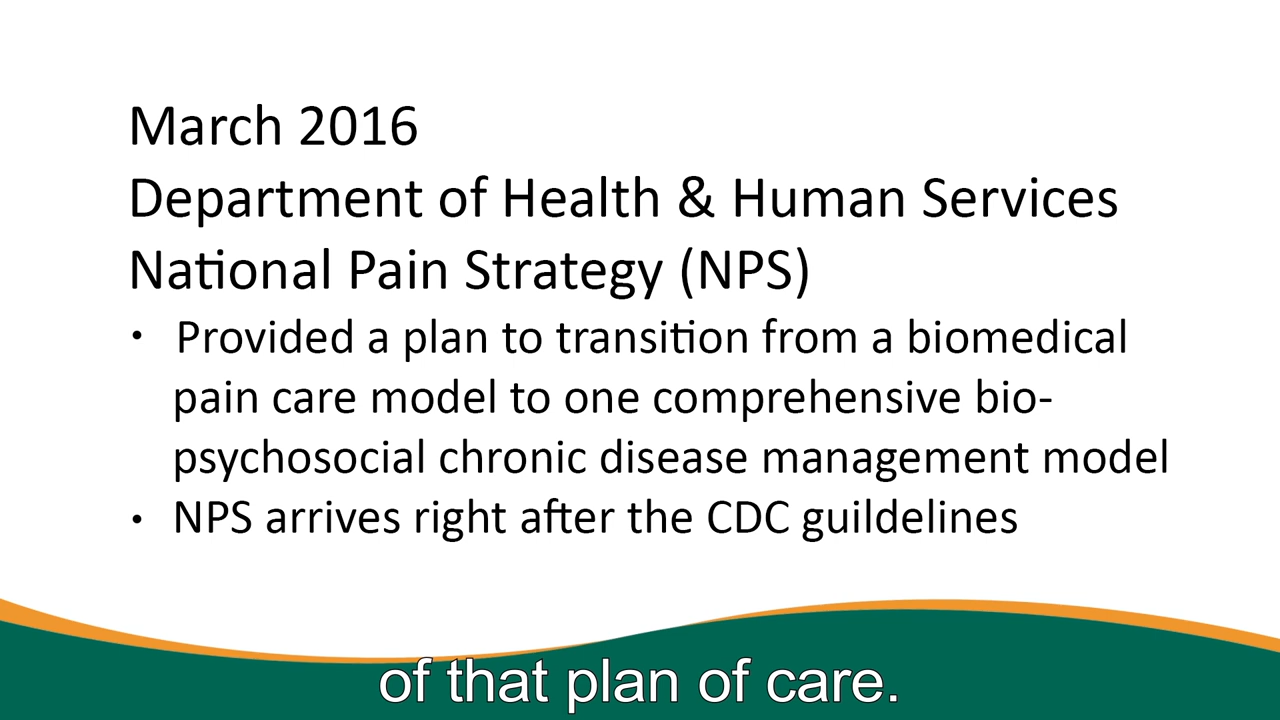 March 2016
Department of Health & Human Services
National Pain Strategy (NPS)
• Provided a plan to transition from a biomedical
pain care model to one comprehensive bio-
psychosocial chronic disease management model
• NPS arrives right after the CDC guildelines
of that plan of care.